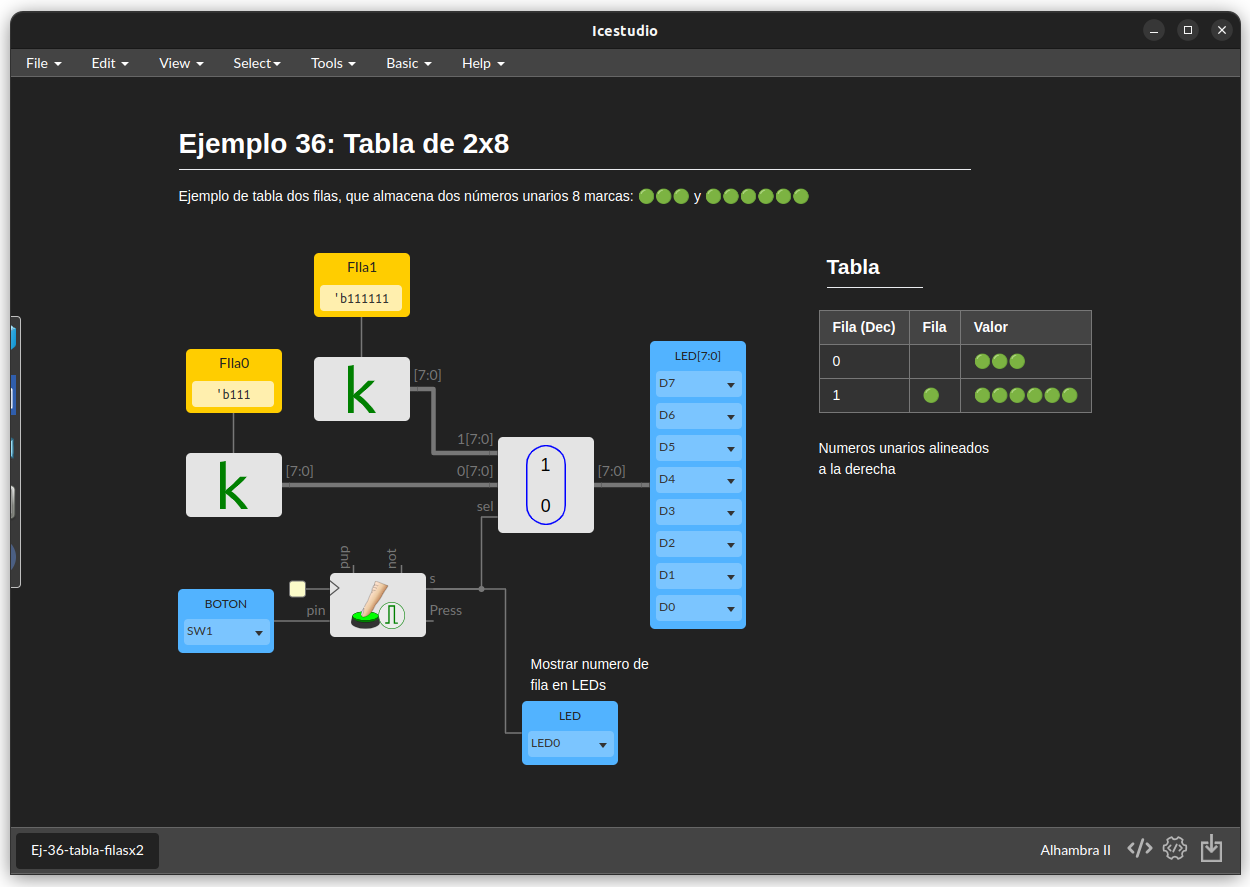 Icestudio
File Edit View Select Tools Basic Help
Ejemplo 36: Tabla de 2x8
Ejemplo de tabla dos filas, que almacena dos números unarios 8 marcas: 🟢🟢🟢 y 🟢🟢🟢🟢🟢🟢
FIla1
'b111111
FIla0
'b111
k
[7:0]
k
[7:0]
1[7:0]
0[7:0]
sel
1
0
[7:0]
LED[7:0]
D7
D6
D5
D4
D3
D2
D1
D0
BOTON
SW1
pup
not
pin
s
Press
Mostrar numero de
fila en LEDs
LED
LED0
Tabla
Fila (Dec) Fila Valor
0 🟢🟢🟢
1 🟢 🟢🟢🟢🟢🟢🟢
Numeros unarios alineados
a la derecha
Ej-36-tabla-filasx2
Alhambra II